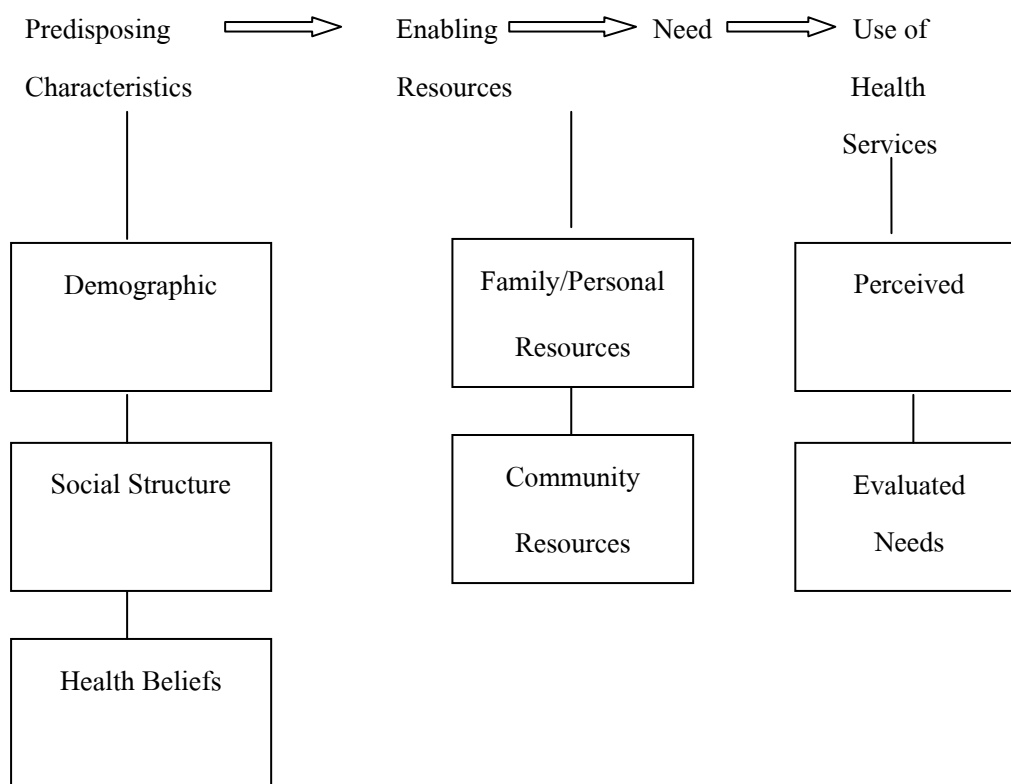 Predisposing Enabling Need Use of
Characteristics Resources Health
Services
Demographic Family/Personal Perceived
Resources
Social Structure Community Evaluated
Resources Needs
Health Beliefs